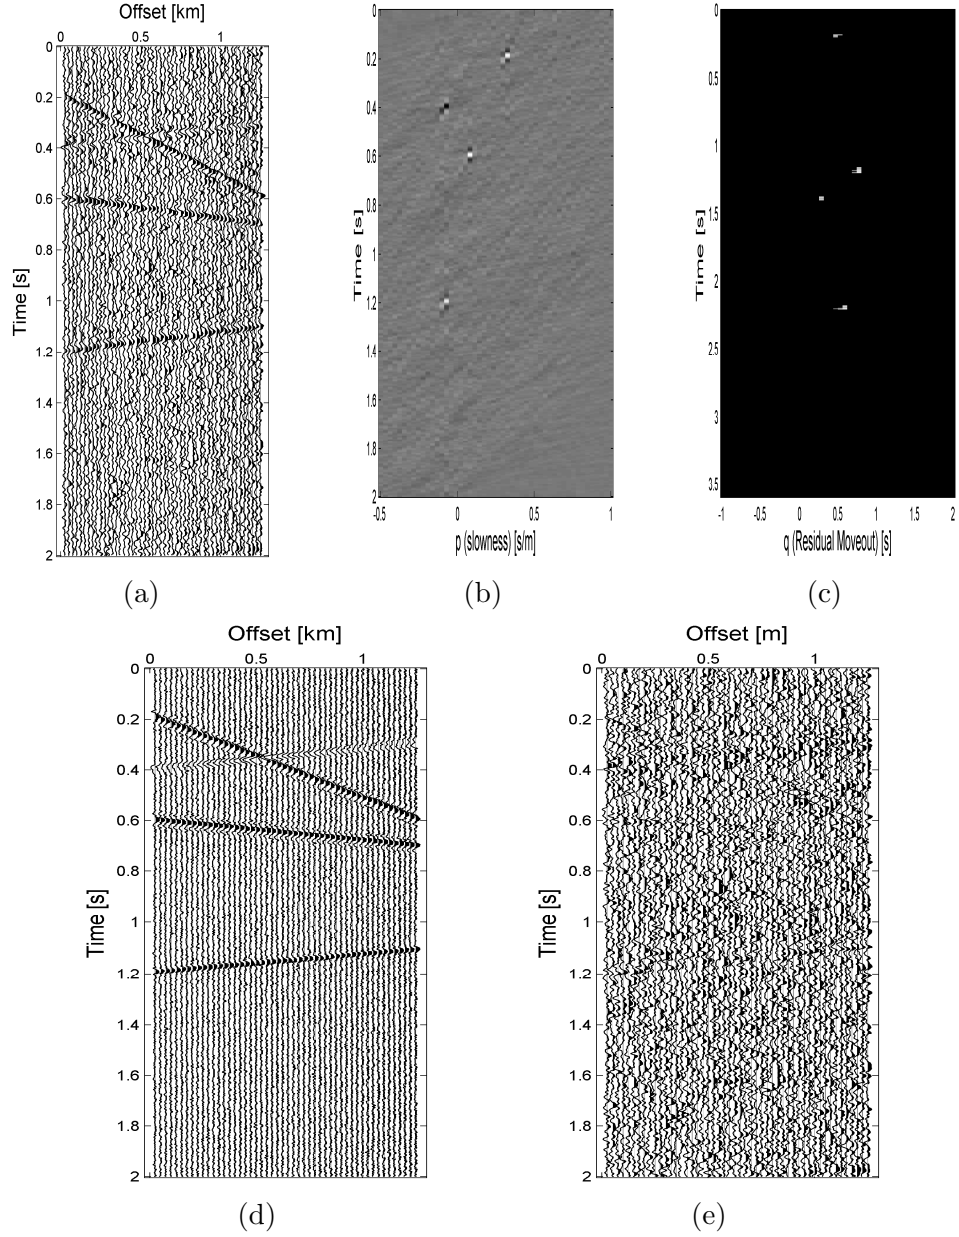 Offset [km]
0 0.5 1
0
0.2
0.4
0.6
0.8
1
1.2
1.4
1.6
1.8
2
Time [s]
(a)
0
0.2
0.4
0.6
0.8
1
1.2
1.4
1.6
1.8
2
Time [s]
-0.5 0 0.5 1
p (slowness) [s/m]
(b)
0
0.5
1
1.5
2
2.5
3
3.5
Time [s]
-1 -0.5 0 0.5 1 1.5 2
q (Residual Moveout) [s]
(c)
Offset [km]
0 0.5 1
0
0.2
0.4
0.6
0.8
1
1.2
1.4
1.6
1.8
2
Time [s]
(d)
Offset [m]
0 0.5 1
0
0.2
0.4
0.6
0.8
1
1.2
1.4
1.6
1.8
2
Time [s]
(e)